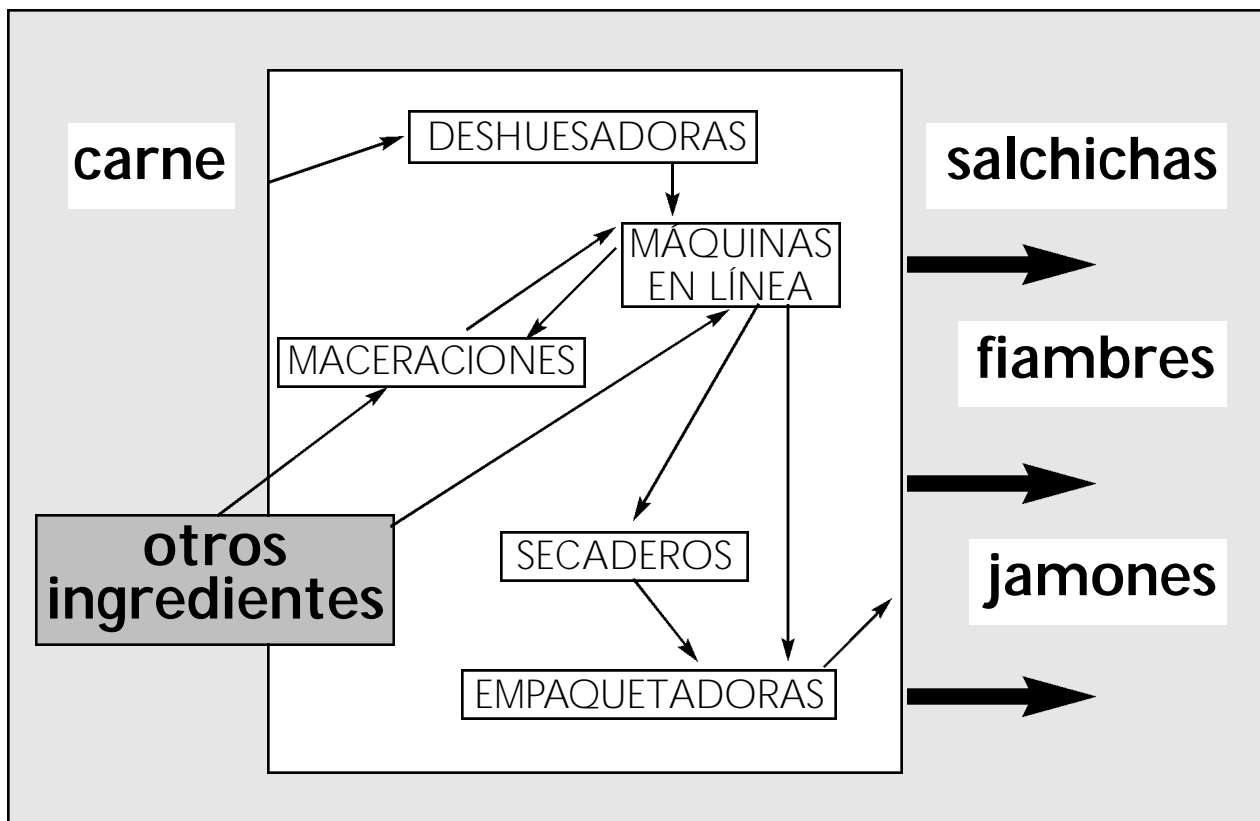 carne
DESHUESADORAS
salchichas
MÁQUINAS
EN LÍNEA
MACERACIONES
fiambres
otros
ingredientes
SECADEROS
jamones
EMPAQUETADORAS